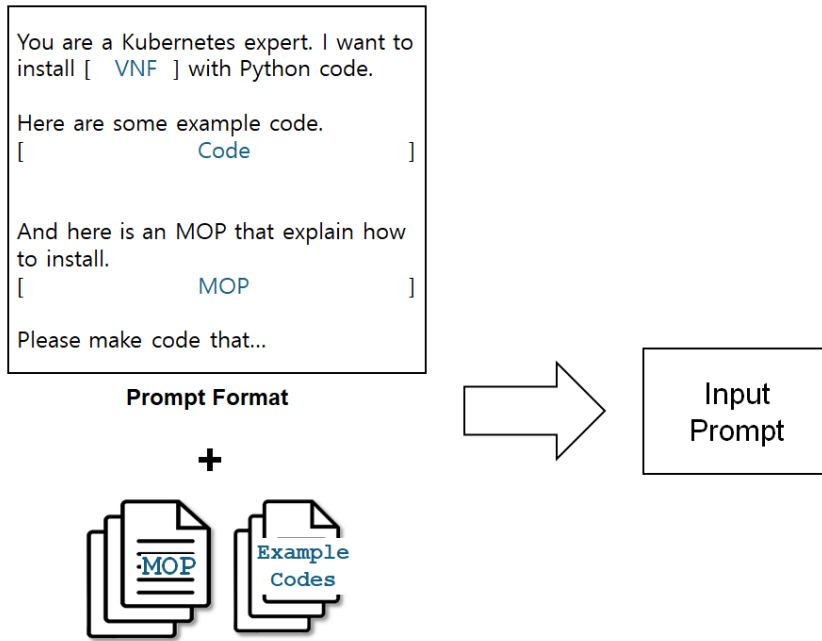 You are a Kubernetes expert. I want to
install [ VNF ] with Python code.
Here are some example code.
[ Code ]
And here is an MOP that explain how
to install.
[ MOP ]
Please make code that...
Prompt Format
+
MOP
Example
Codes
Input
Prompt